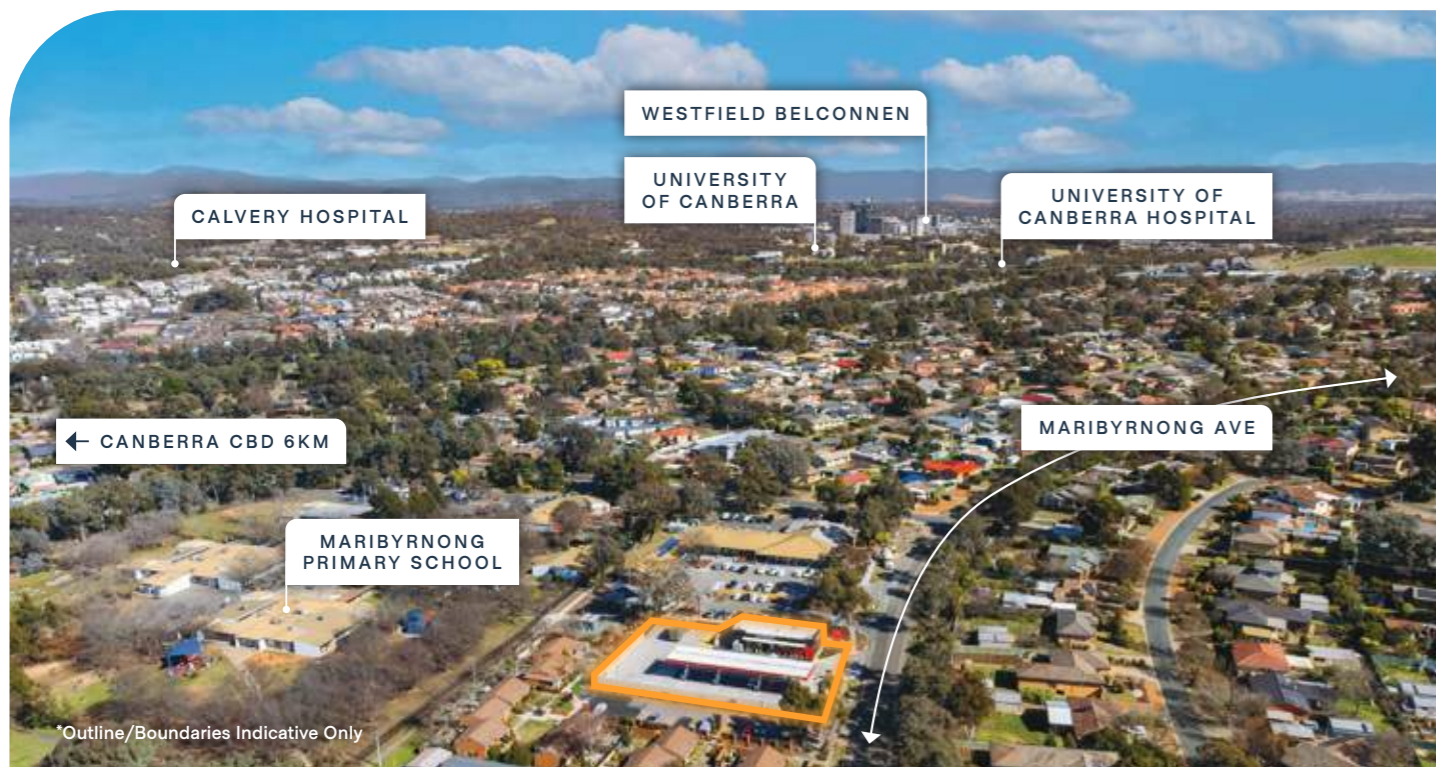 WESTFIELD BELCONNEN
UNIVERSITY
OF CANBERRA
UNIVERSITY OF
CANBERRA HOSPITAL
CALVERY HOSPITAL
← CANBERRA CBD 6KM
MARIBYRNONG AVE
MARIBYRNONG
PRIMARY SCHOOL
*Outline/Boundaries Indicative Only